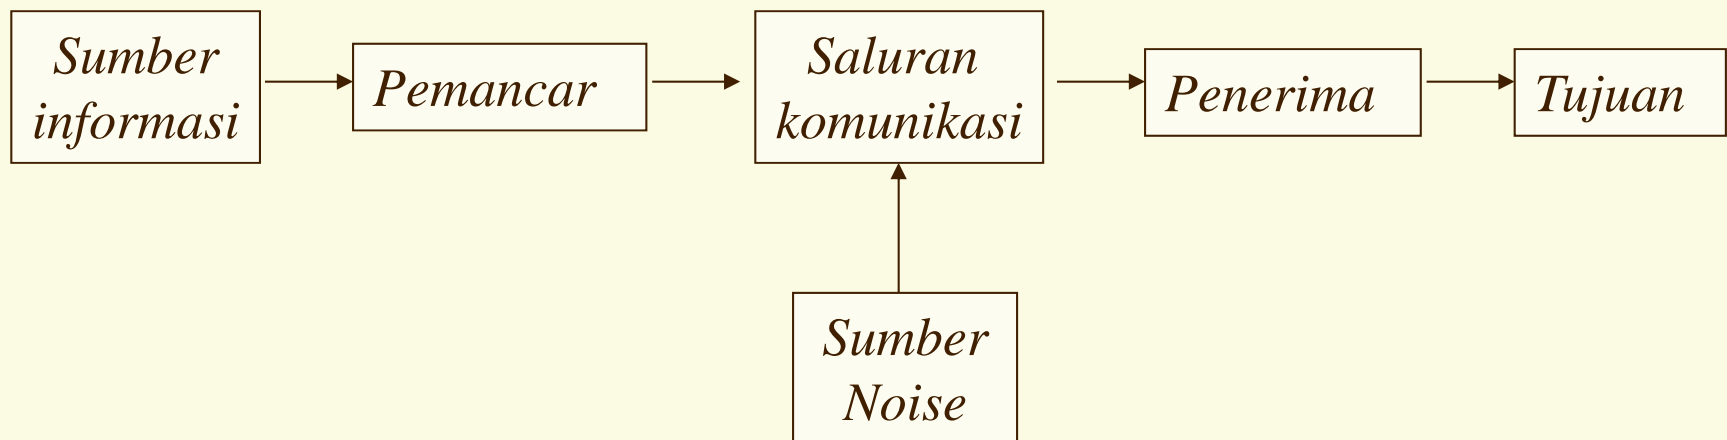 Sumber
informasi
Pemancar
Saluran
komunikasi
Penerima
Tujuan
Sumber
Noise